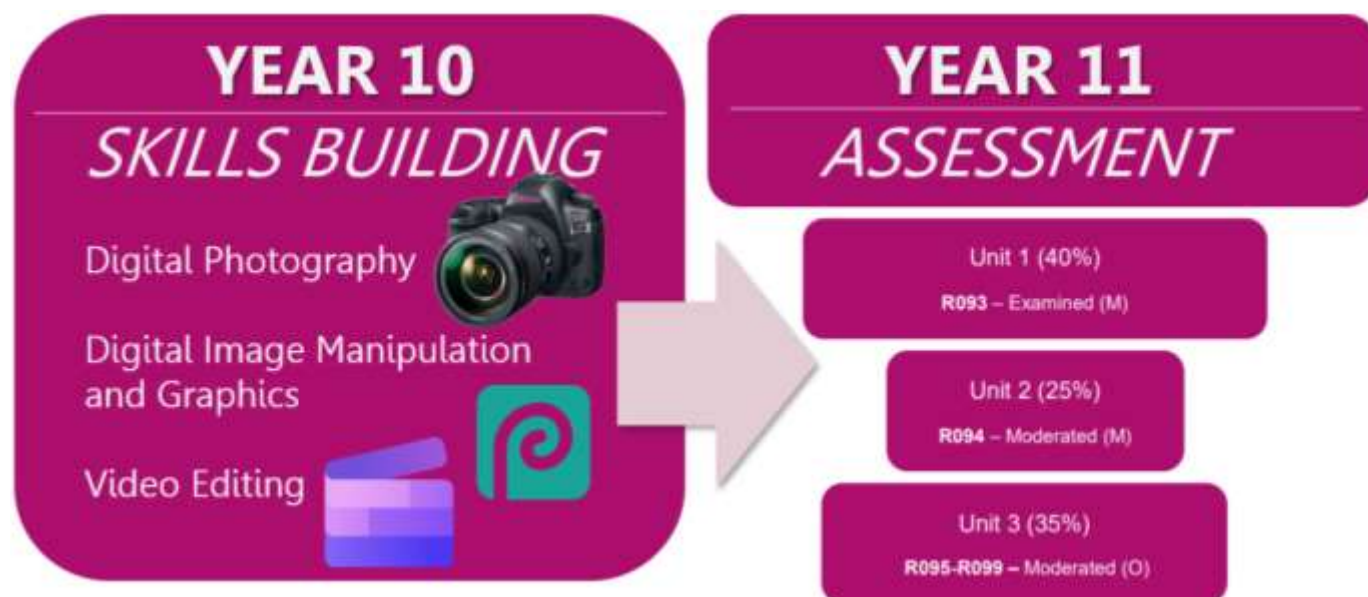 YEAR 10
SKILLS BUILDING
Digital Photography
Digital Image Manipulation
and Graphics
Video Editing
YEAR 11
ASSESSMENT
Unit 1 (40%)
R093 – Examined (M)
Unit 2 (25%)
R094 – Moderated (M)
Unit 3 (35%)
R095-R099 – Moderated (O)